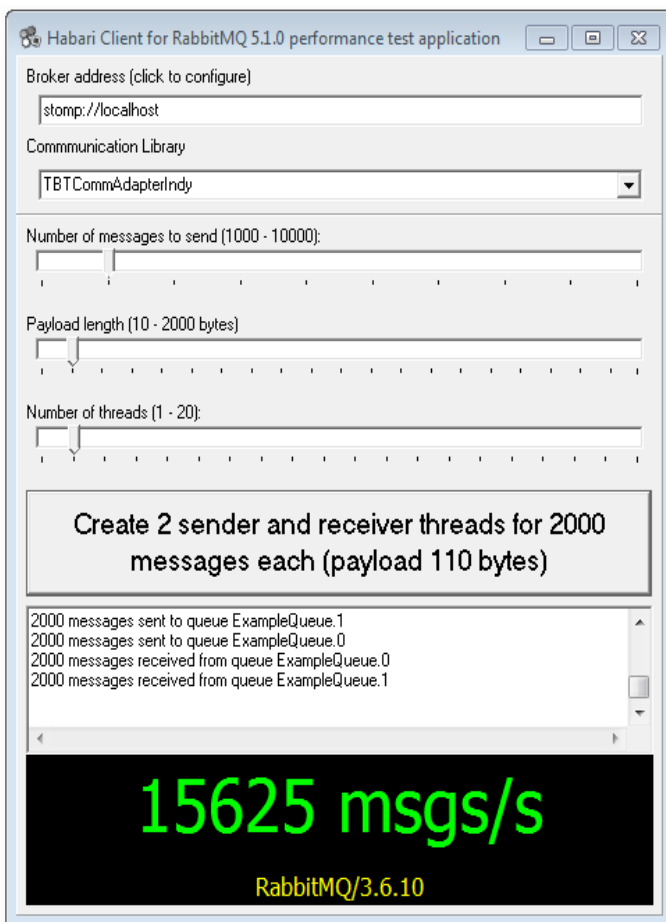 Habari Client for RabbitMQ 5.1.0 performance test application
Broker address (click to configure)
stomp://localhost
Commmunication Library
TBTCommAdapterIndy
Number of messages to send (1000 - 10000):
Payload length (10 - 2000 bytes)
Number of threads (1 - 20):
Create 2 sender and receiver threads for 2000
messages each (payload 110 bytes)
2000 messages sent to queue ExampleQueue.1
2000 messages sent to queue ExampleQueue.0
2000 messages received from queue ExampleQueue.0
2000 messages received from queue ExampleQueue.1
15625 msgs/s
RabbitMQ/3.6.10